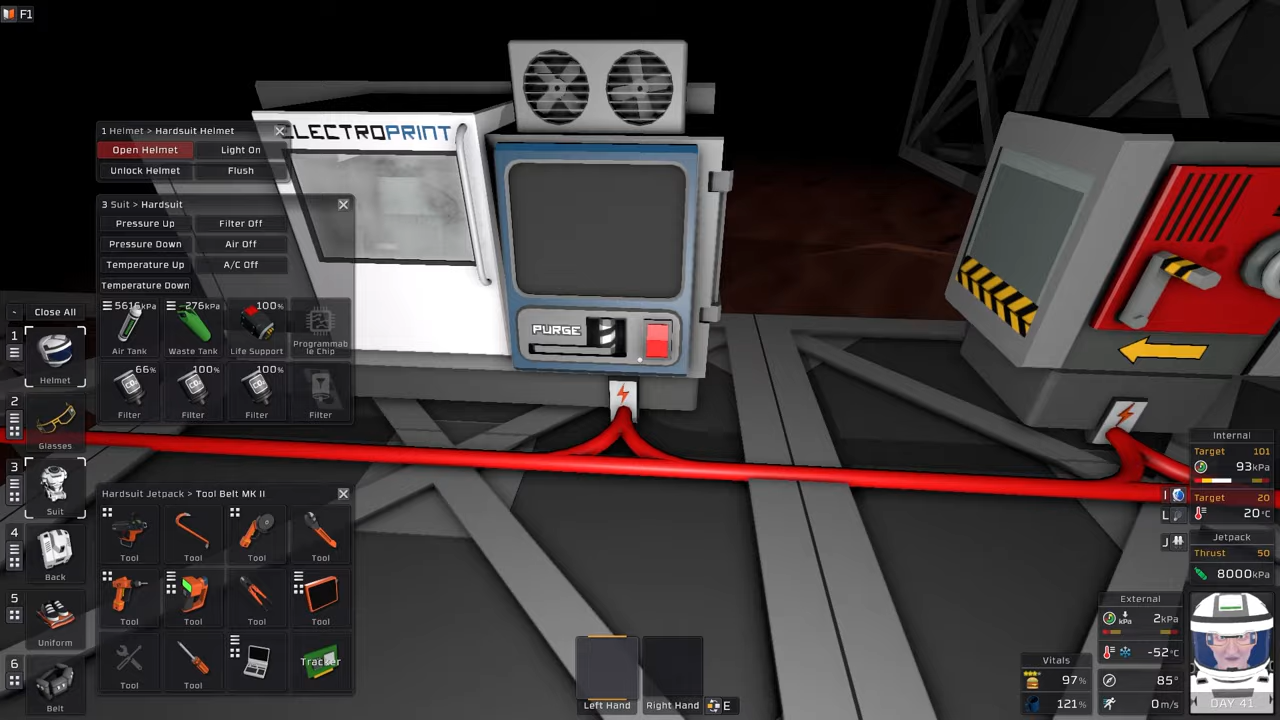 F1
LECTROPRINT
1 Helmet > Hardsuit Helmet
Open Helmet
Light On
Unlock Helmet
Flush
3 Suit > Hardsuit
Pressure Up
Filter Off
Pressure Down
Air Off
Temperature Up
A/C Off
Temperature Down
5616kPa
276kPa
100%
Air Tank
Waste Tank
Life Support
Programmab
le Chip
66%
100%
100%
Filter
Filter
Filter
Filter
PURGE
~
Close All
1
Helmet
2
Glasses
3
Suit
4
Back
5
Uniform
6
Belt
Hardsuit Jetpack > Tool Belt MK II
Tool
Tool
Tool
Tool
Tool
Tool
Tool
Tool
Tool
Tool
Tracker
Left Hand
Right Hand
E
Internal
Target 101
93kPa
Target 20
20°C
I
L
J
Jetpack
Thrust 50
8000kPa
External
kPa
2kPa
-52°C
Vitals
97%
85°
121%
0m/s
DAY 41